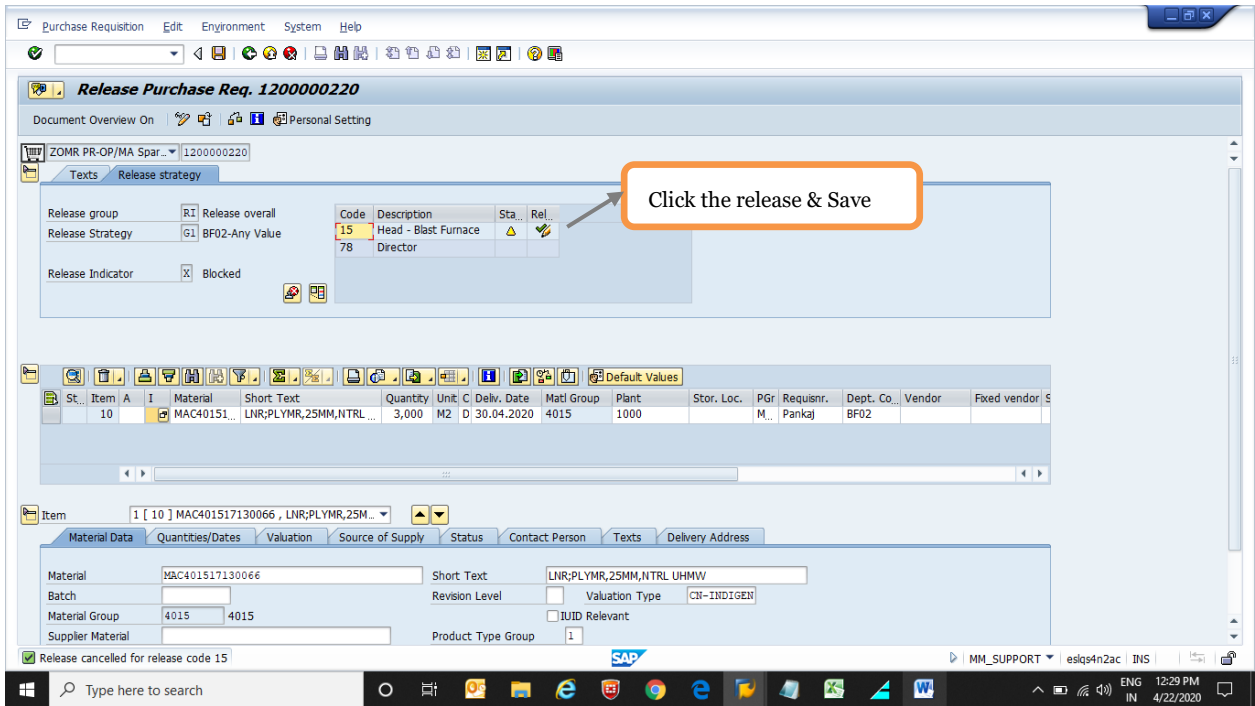 Purchase Requisition Edit Environment System Help
Release Purchase Req. 1200000220
Document Overview On Personal Setting
ZOMR PR-OP/MA Spar... 1200000220
Texts Release strategy
Click the release & Save
Release group RI Release overall Code Description Sta... Rel...
Release Strategy G1 BF02-Any Value 15 Head - Blast Furnace
78 Director
Release Indicator X Blocked
Default Values
St... Item A I Material Short Text Quantity Unit C Deliv. Date Matl Group Plant Stor. Loc. PGr Requisnr. Dept. Co... Vendor Fixed vendor S
10 MAC40151... LNR;PLYMR,25MM,NTRL ... 3,000 M2 D 30.04.2020 4015 1000 M... Pankaj BF02
Item 1 [ 10 ] MAC401517130066 , LNR;PLYMR,25M...
Material Data Quantities/Dates Valuation Source of Supply Status Contact Person Texts Delivery Address
Material MAC401517130066 Short Text LNR;PLYMR,25MM,NTRL UHMW
Batch Revision Level Valuation Type CN-INDIGEN
Material Group 4015 4015 IUID Relevant
Supplier Material Product Type Group 1
Release cancelled for release code 15 SAP MM_SUPPORT eslqs4n2ac INS
Type here to search ENG 12:29 PM
IN 4/22/2020